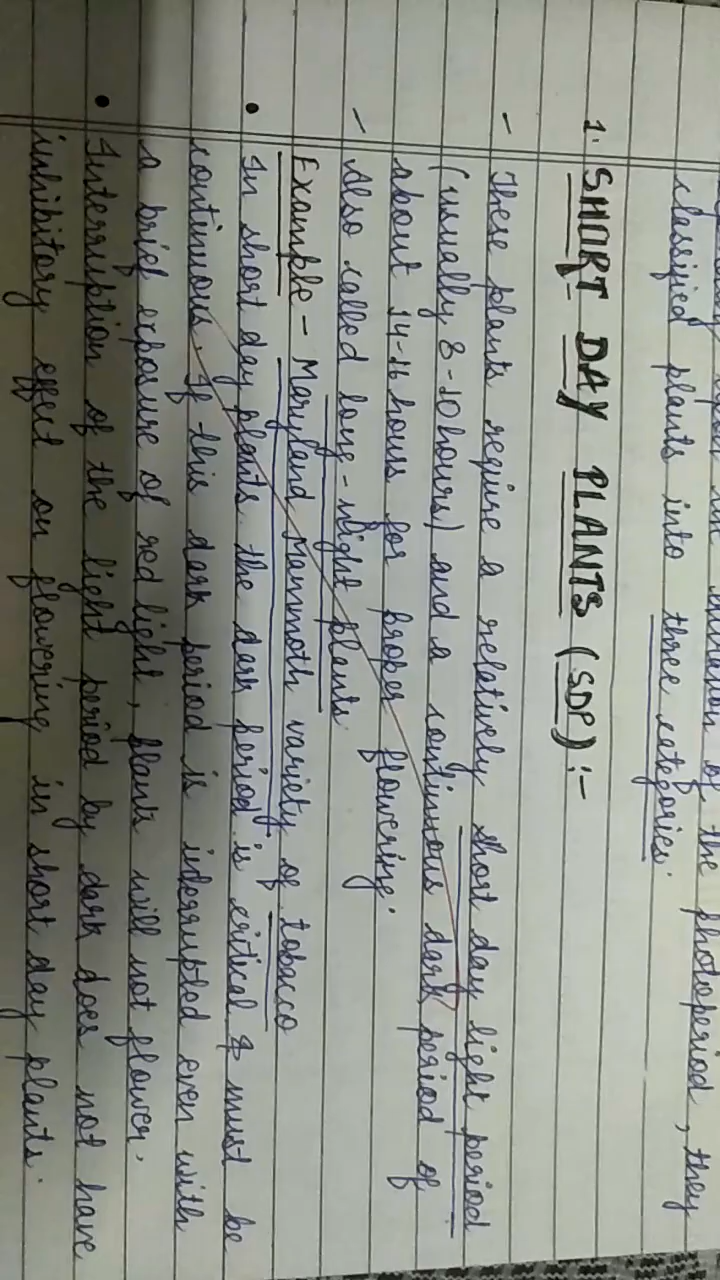 the photoperiod, they
classified plants into three categories.
1. SHORT DAY PLANTS (SDP) :-
- These plants require a relatively short day light period
(usually 8-10 hours) and a continuous dark period of
about 14-16 hours for proper flowering.
- Also called long-night plants.
Example - Maryland Mammoth variety of tobacco
• In short day plants the dark period is critical & must be
continuous. If this dark period is interrupted even with
a brief exposure of red light, plant will not flower.
• Interruption of the light period by dark does not have
inhibitory effect on flowering in short day plants.